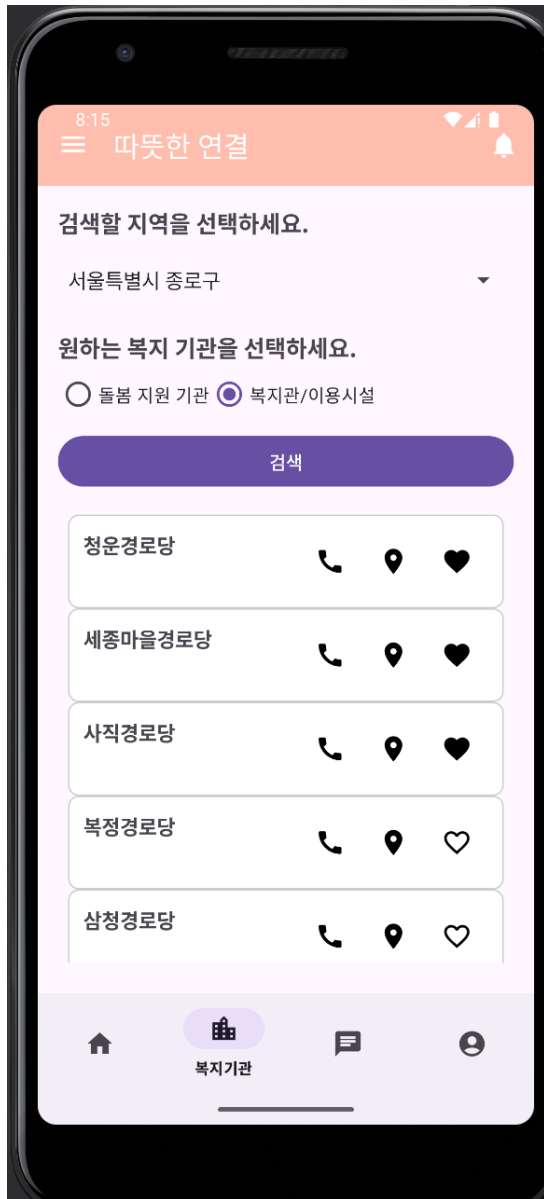 8:15
따뜻한 연결
검색할 지역을 선택하세요.
서울특별시 종로구
원하는 복지 기관을 선택하세요.
돌봄 지원 기관 복지관/이용시설
검색
청운경로당
세종마을경로당
사직경로당
복정경로당
삼청경로당
복지기관